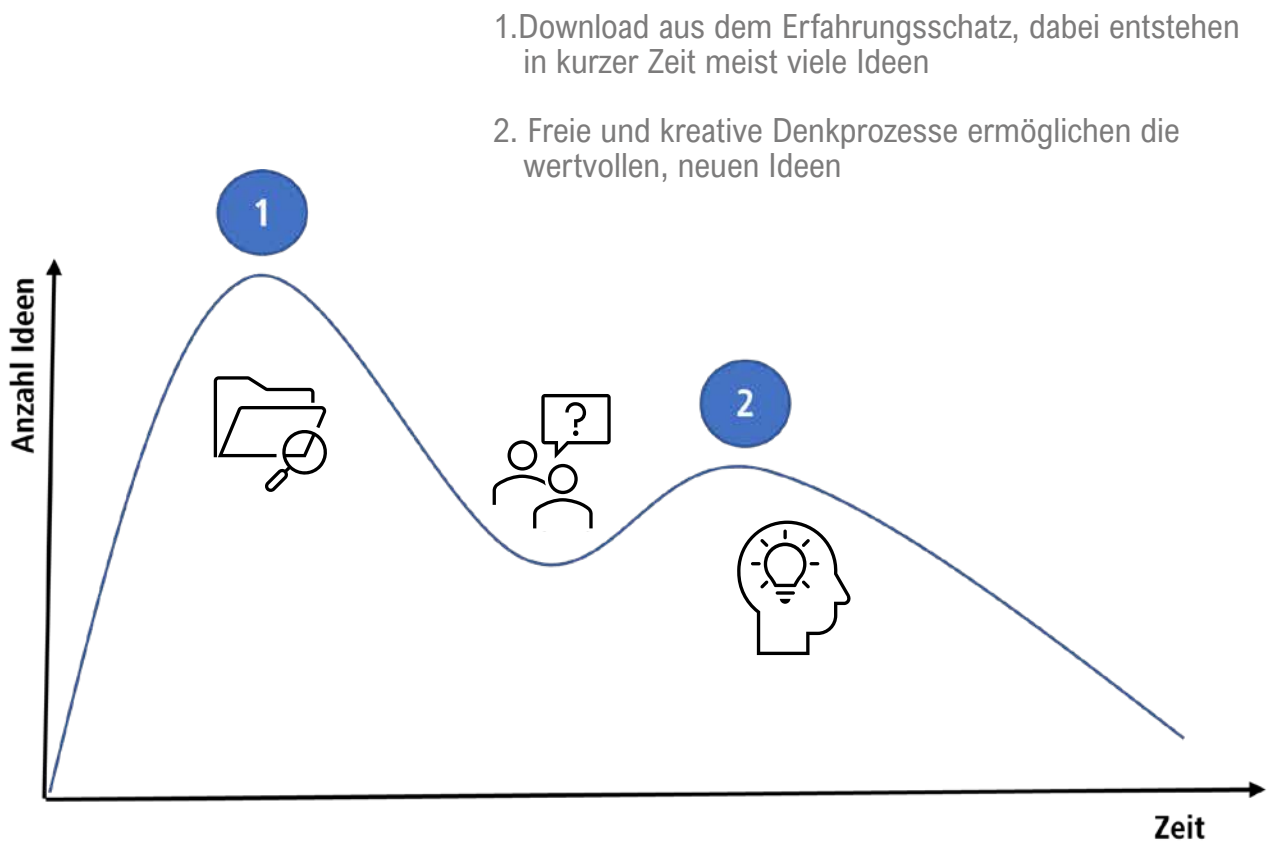 1.Download aus dem Erfahrungsschatz, dabei entstehen
in kurzer Zeit meist viele Ideen
2. Freie und kreative Denkprozesse ermöglichen die
wertvollen, neuen Ideen
1
2
?
Anzahl Ideen
Zeit